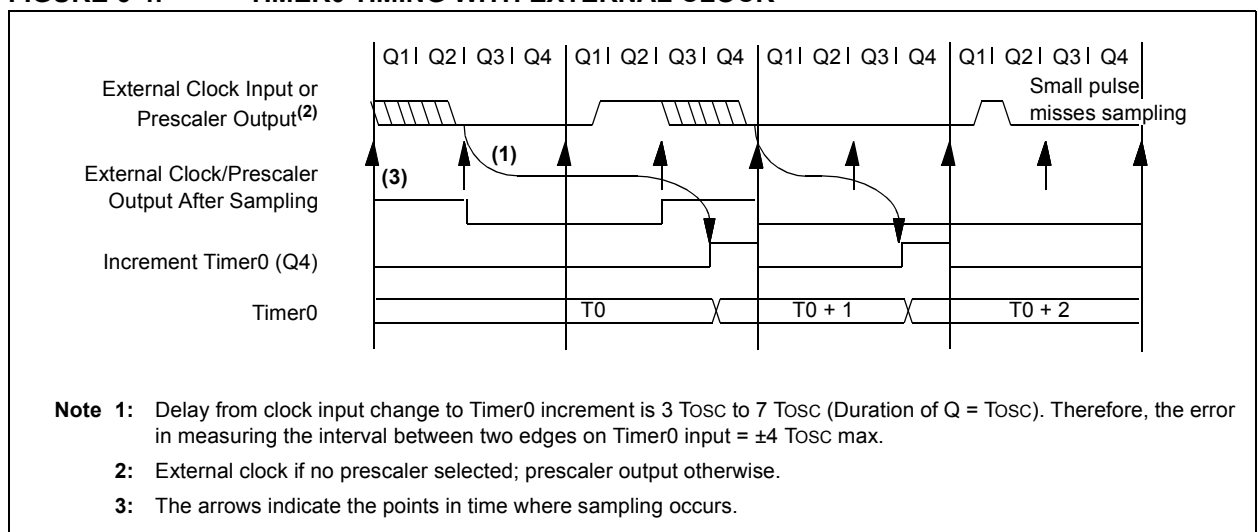 Q1 Q2 Q3 Q4 Q1 Q2 Q3 Q4 Q1 Q2 Q3 Q4 Q1 Q2 Q3 Q4
External Clock Input or
Prescaler Output(2)
Small pulse
misses sampling
(1)
External Clock/Prescaler
Output After Sampling
(3)
Increment Timer0 (Q4)
Timer0
T0 T0 + 1 T0 + 2
Note 1: Delay from clock input change to Timer0 increment is 3 TOSC to 7 TOSC (Duration of Q = TOSC). Therefore, the error
in measuring the interval between two edges on Timer0 input = ±4 TOSC max.
2: External clock if no prescaler selected; prescaler output otherwise.
3: The arrows indicate the points in time where sampling occurs.